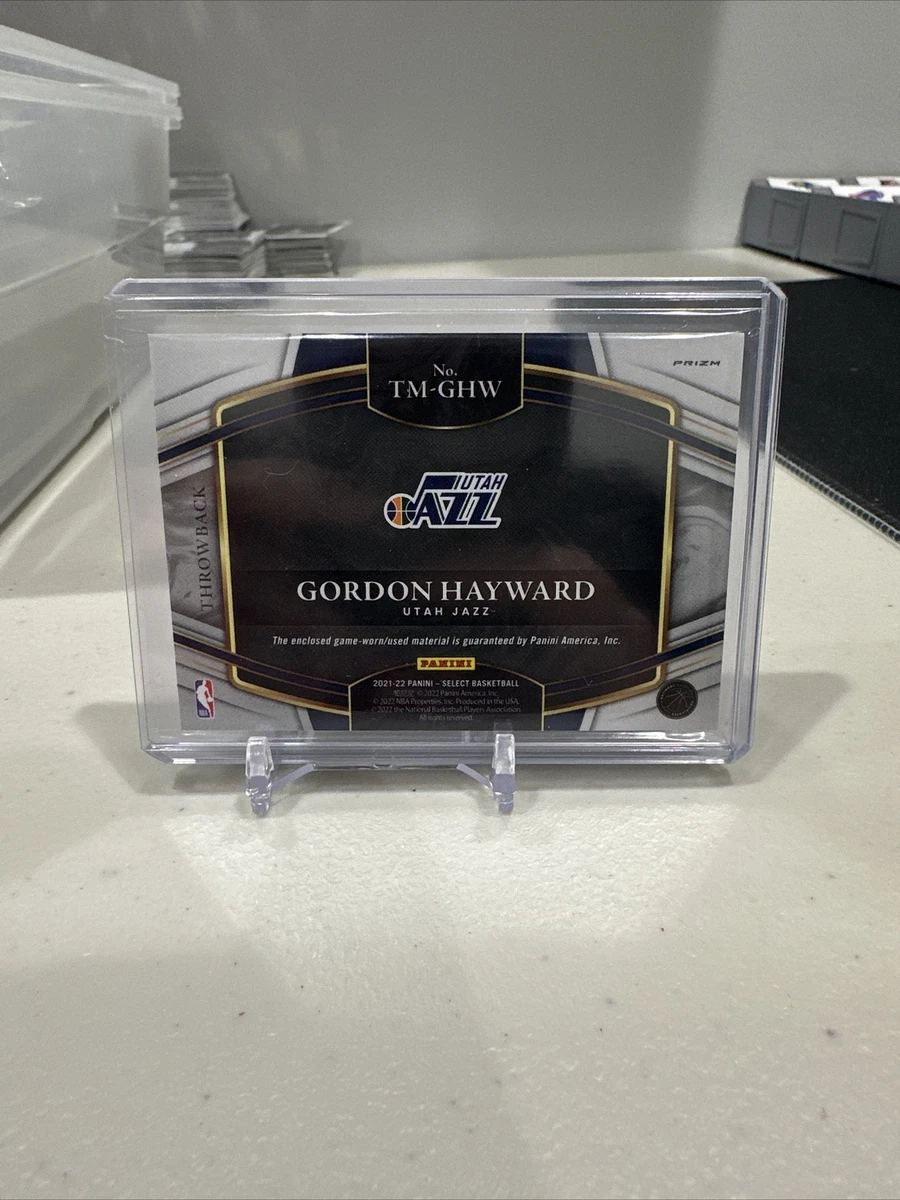 No.
TM-GHW
PRIZM
UTAH
JAZZ
THROWBACK
GORDON HAYWARD
UTAH JAZZ
The enclosed game-worn/used material is guaranteed by Panini America, Inc.
PANINI
2021-22 PANINI – SELECT BASKETBALL
© 2022 Panini America, Inc.
© 2022 NBA Properties, Inc. Produced in the USA.
© 2022 the National Basketball Players Association.
All rights reserved.
NBA